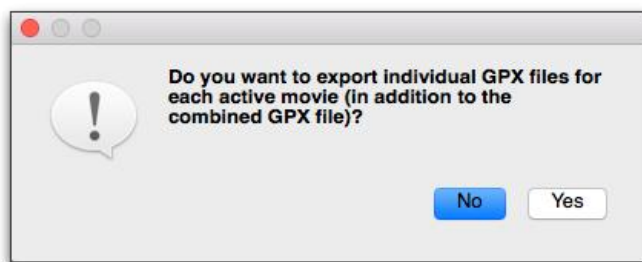 Do you want to export individual GPX files for
each active movie (in addition to the
combined GPX file)?
No Yes